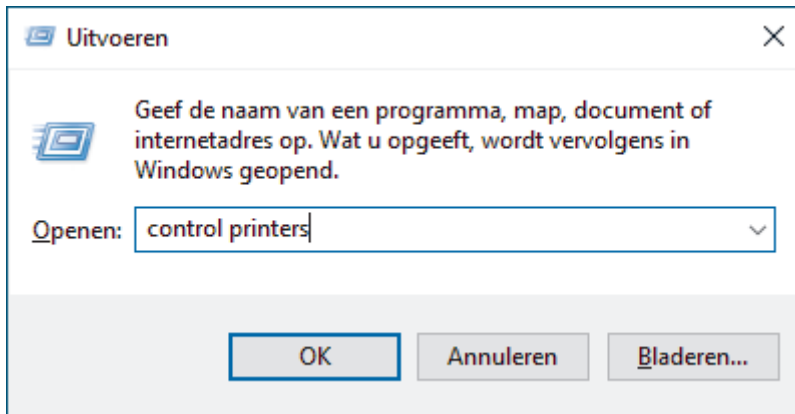 Uitvoeren
Geef de naam van een programma, map, document of
internetadres op. Wat u opgeeft, wordt vervolgens in
Windows geopend.
Openen: control printers
OK Annuleren Bladeren...